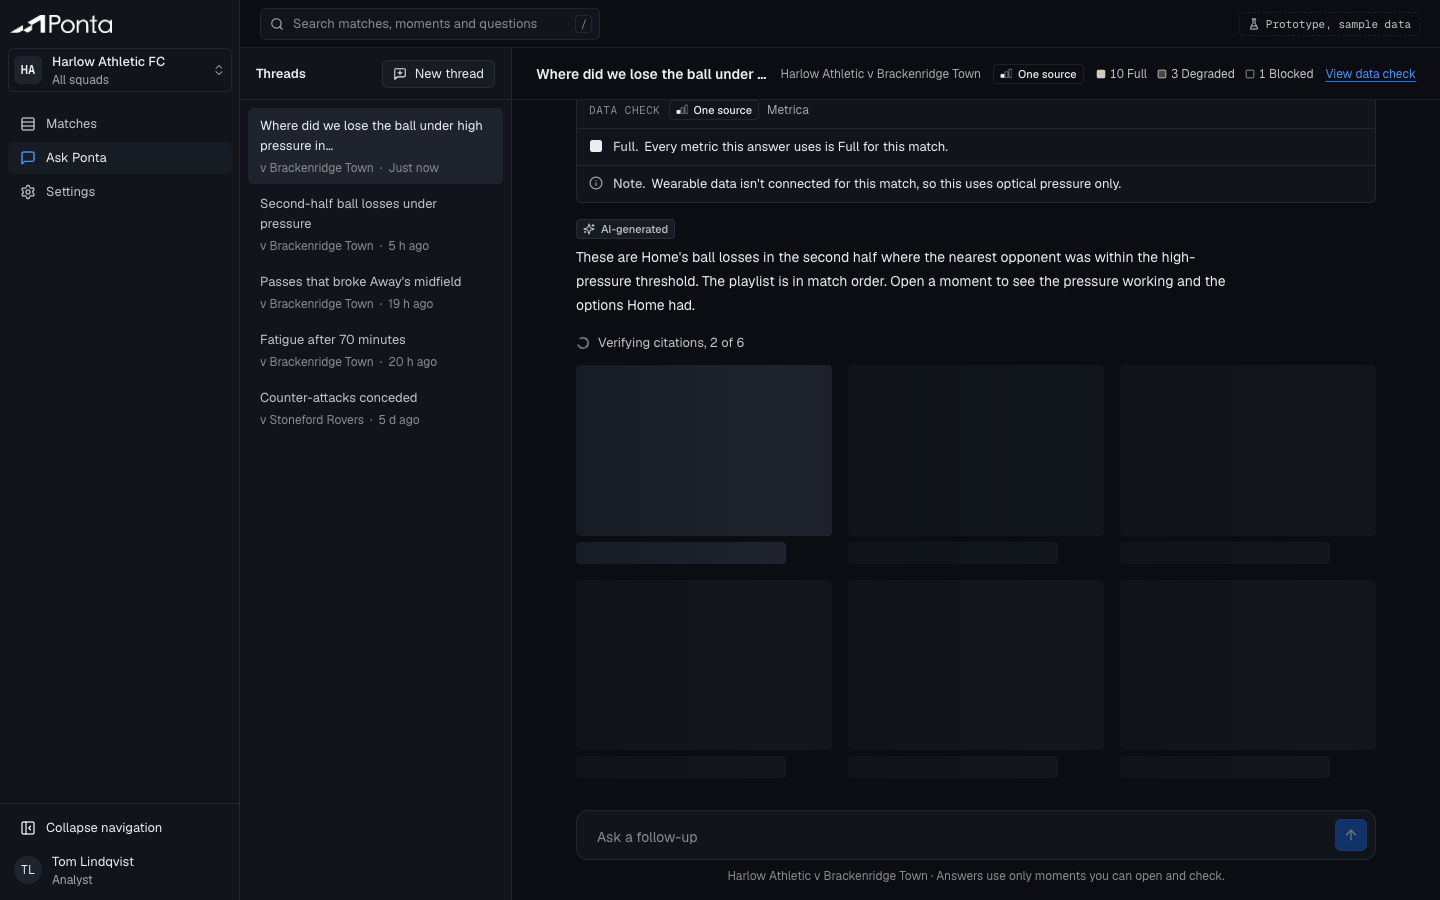 Ponta
Search matches, moments and questions
/
Prototype, sample data
HA
Harlow Athletic FC
All squads
Matches
Ask Ponta
Settings
Collapse navigation
TL
Tom Lindqvist
Analyst
Threads
New thread
Where did we lose the ball under high
pressure in…
v Brackenridge Town · Just now
Second-half ball losses under
pressure
v Brackenridge Town · 5 h ago
Passes that broke Away's midfield
v Brackenridge Town · 19 h ago
Fatigue after 70 minutes
v Brackenridge Town · 20 h ago
Counter-attacks conceded
v Stoneford Rovers · 5 d ago
Where did we lose the ball under …
Harlow Athletic v Brackenridge Town
One source
10 Full
3 Degraded
1 Blocked
View data check
DATA CHECK
One source
Metrica
Full. Every metric this answer uses is Full for this match.
Note. Wearable data isn't connected for this match, so this uses optical pressure only.
AI-generated
These are Home's ball losses in the second half where the nearest opponent was within the high-
pressure threshold. The playlist is in match order. Open a moment to see the pressure working and the
options Home had.
Verifying citations, 2 of 6
Ask a follow-up
Harlow Athletic v Brackenridge Town · Answers use only moments you can open and check.